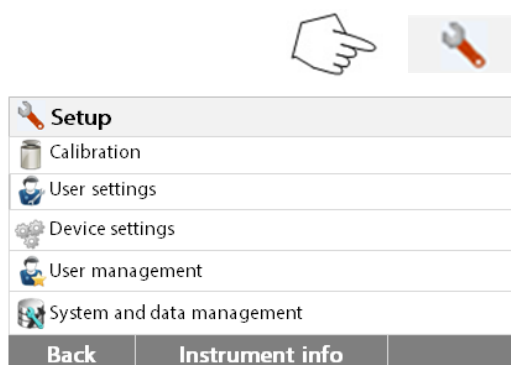 Setup
Calibration
User settings
Device settings
User management
System and data management
Back Instrument info